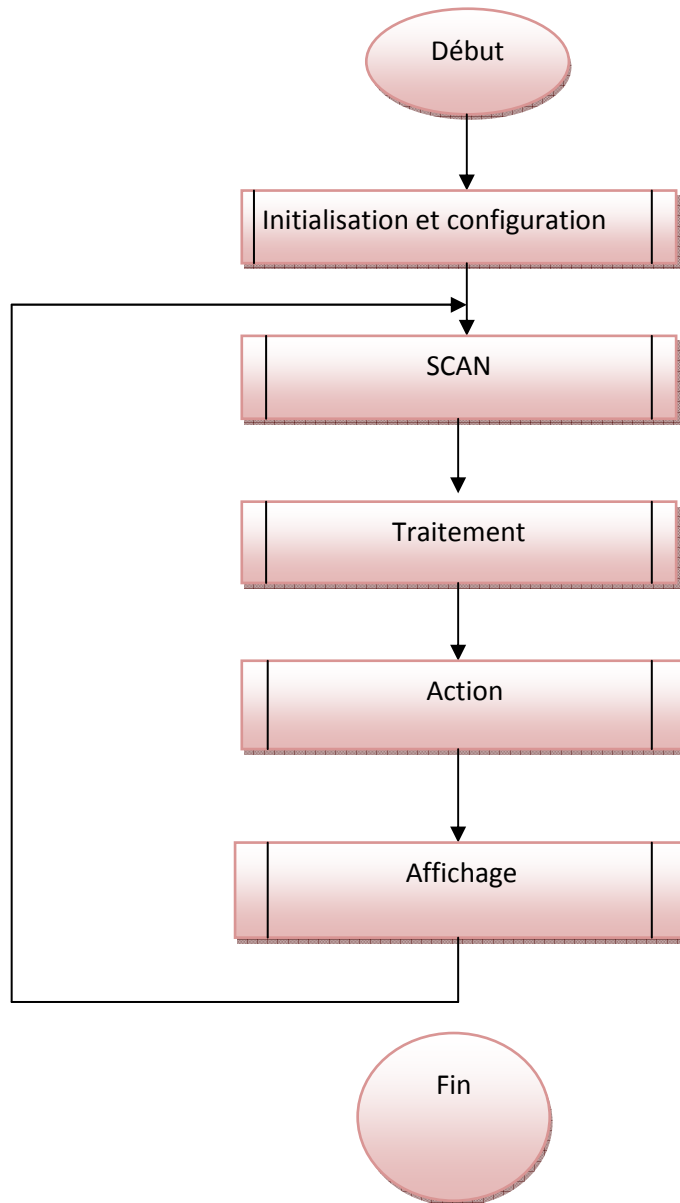 Début
Initialisation et configuration
SCAN
Traitement
Action
Affichage
Fin